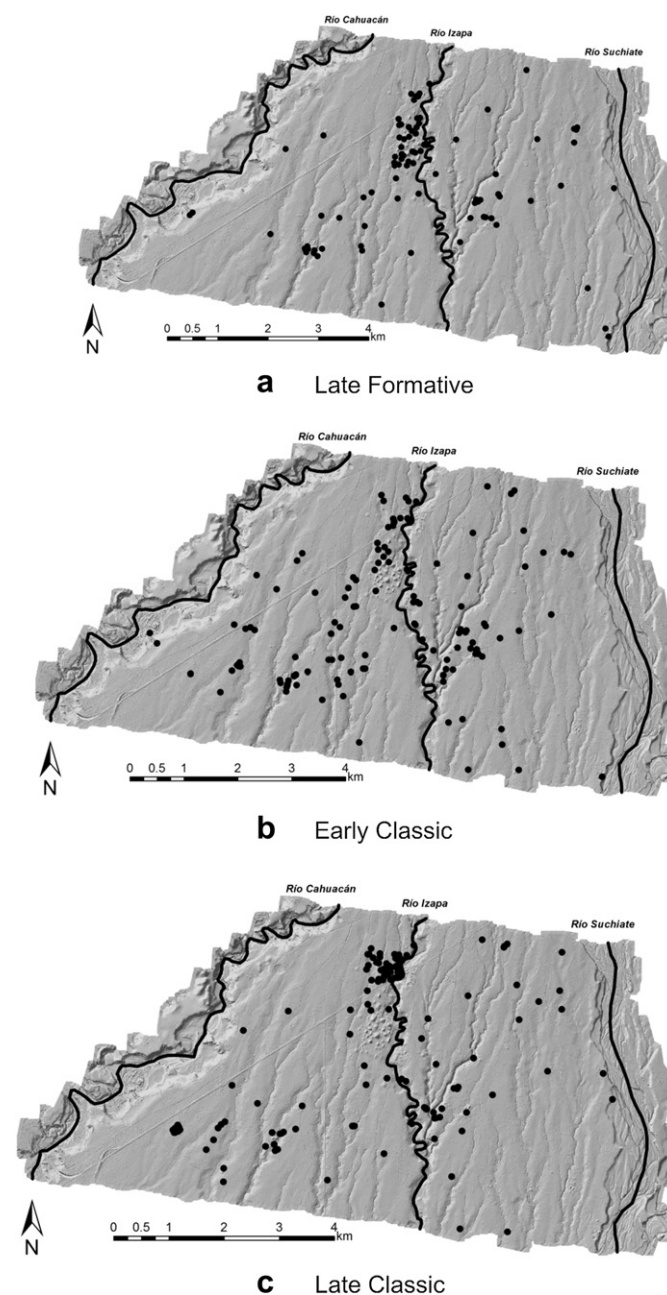 Río Cahuacán
Río Izapa
Río Suchiate
N
0 0.5 1 2 3 4
km
a Late Formative
Río Cahuacán
Río Izapa
Río Suchiate
N
0 0.5 1 2 3 4
km
b Early Classic
Río Cahuacán
Río Izapa
Río Suchiate
N
0 0.5 1 2 3 4
km
c Late Classic